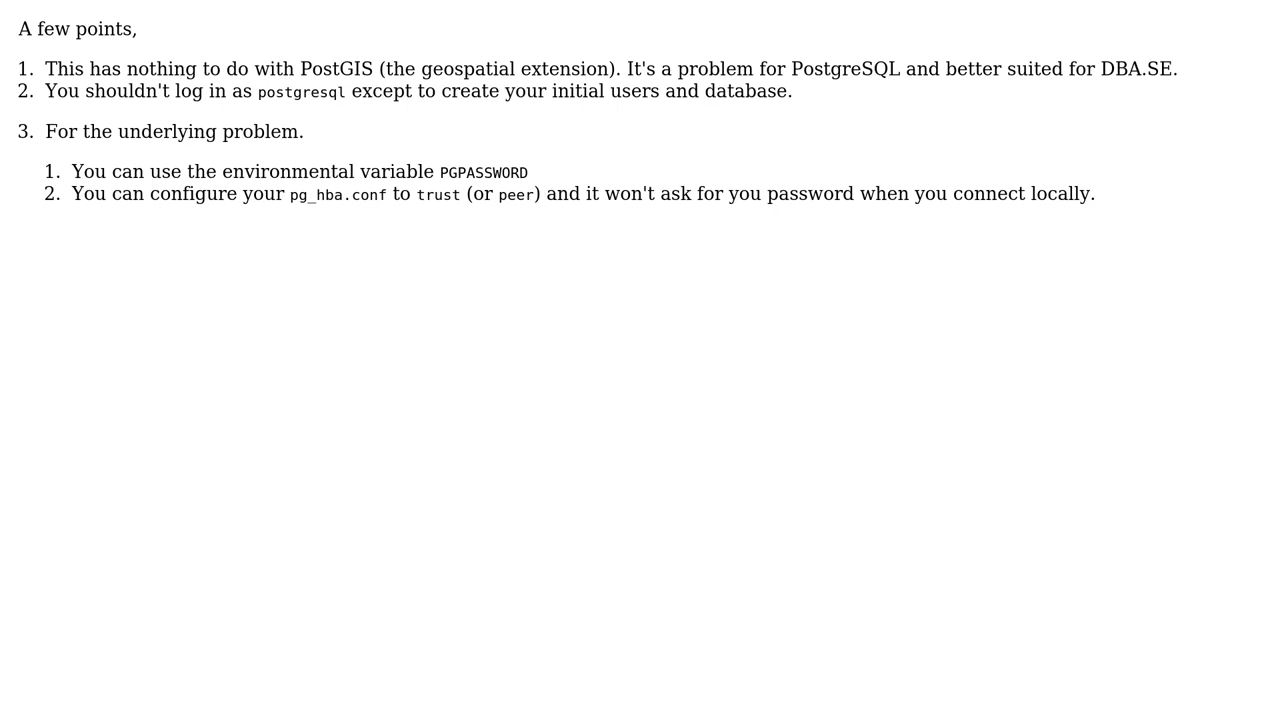 A few points,
1. This has nothing to do with PostGIS (the geospatial extension). It's a problem for PostgreSQL and better suited for DBA.SE.
2. You shouldn't log in as postgresql except to create your initial users and database.
3. For the underlying problem.
1. You can use the environmental variable PGPASSWORD
2. You can configure your pg_hba.conf to trust (or peer) and it won't ask for you password when you connect locally.